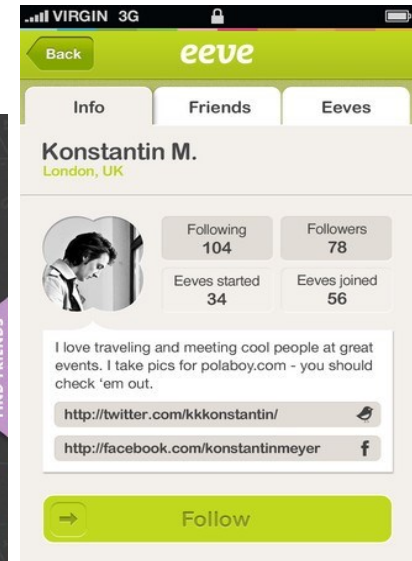 VIRGIN 3G
Back
eeve
Info Friends Eeves
Konstantin M.
London, UK
Following
104
Followers
78
Eeves started
34
Eeves joined
56
I love traveling and meeting cool people at great
events. I take pics for polaboy.com - you should
check ‘em out.
http://twitter.com/kkkonstantin/
http://facebook.com/konstantinmeyer
Follow
FIND FRIENDS